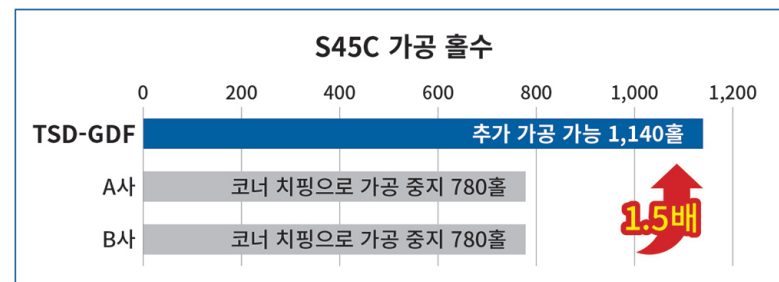 S45C 가공 홀수
0 200 400 600 800 1,000 1,200
TSD-GDF 추가 가공 가능 1,140홀
A사 코너 치핑으로 가공 중지 780홀
B사 코너 치핑으로 가공 중지 780홀
1.5배